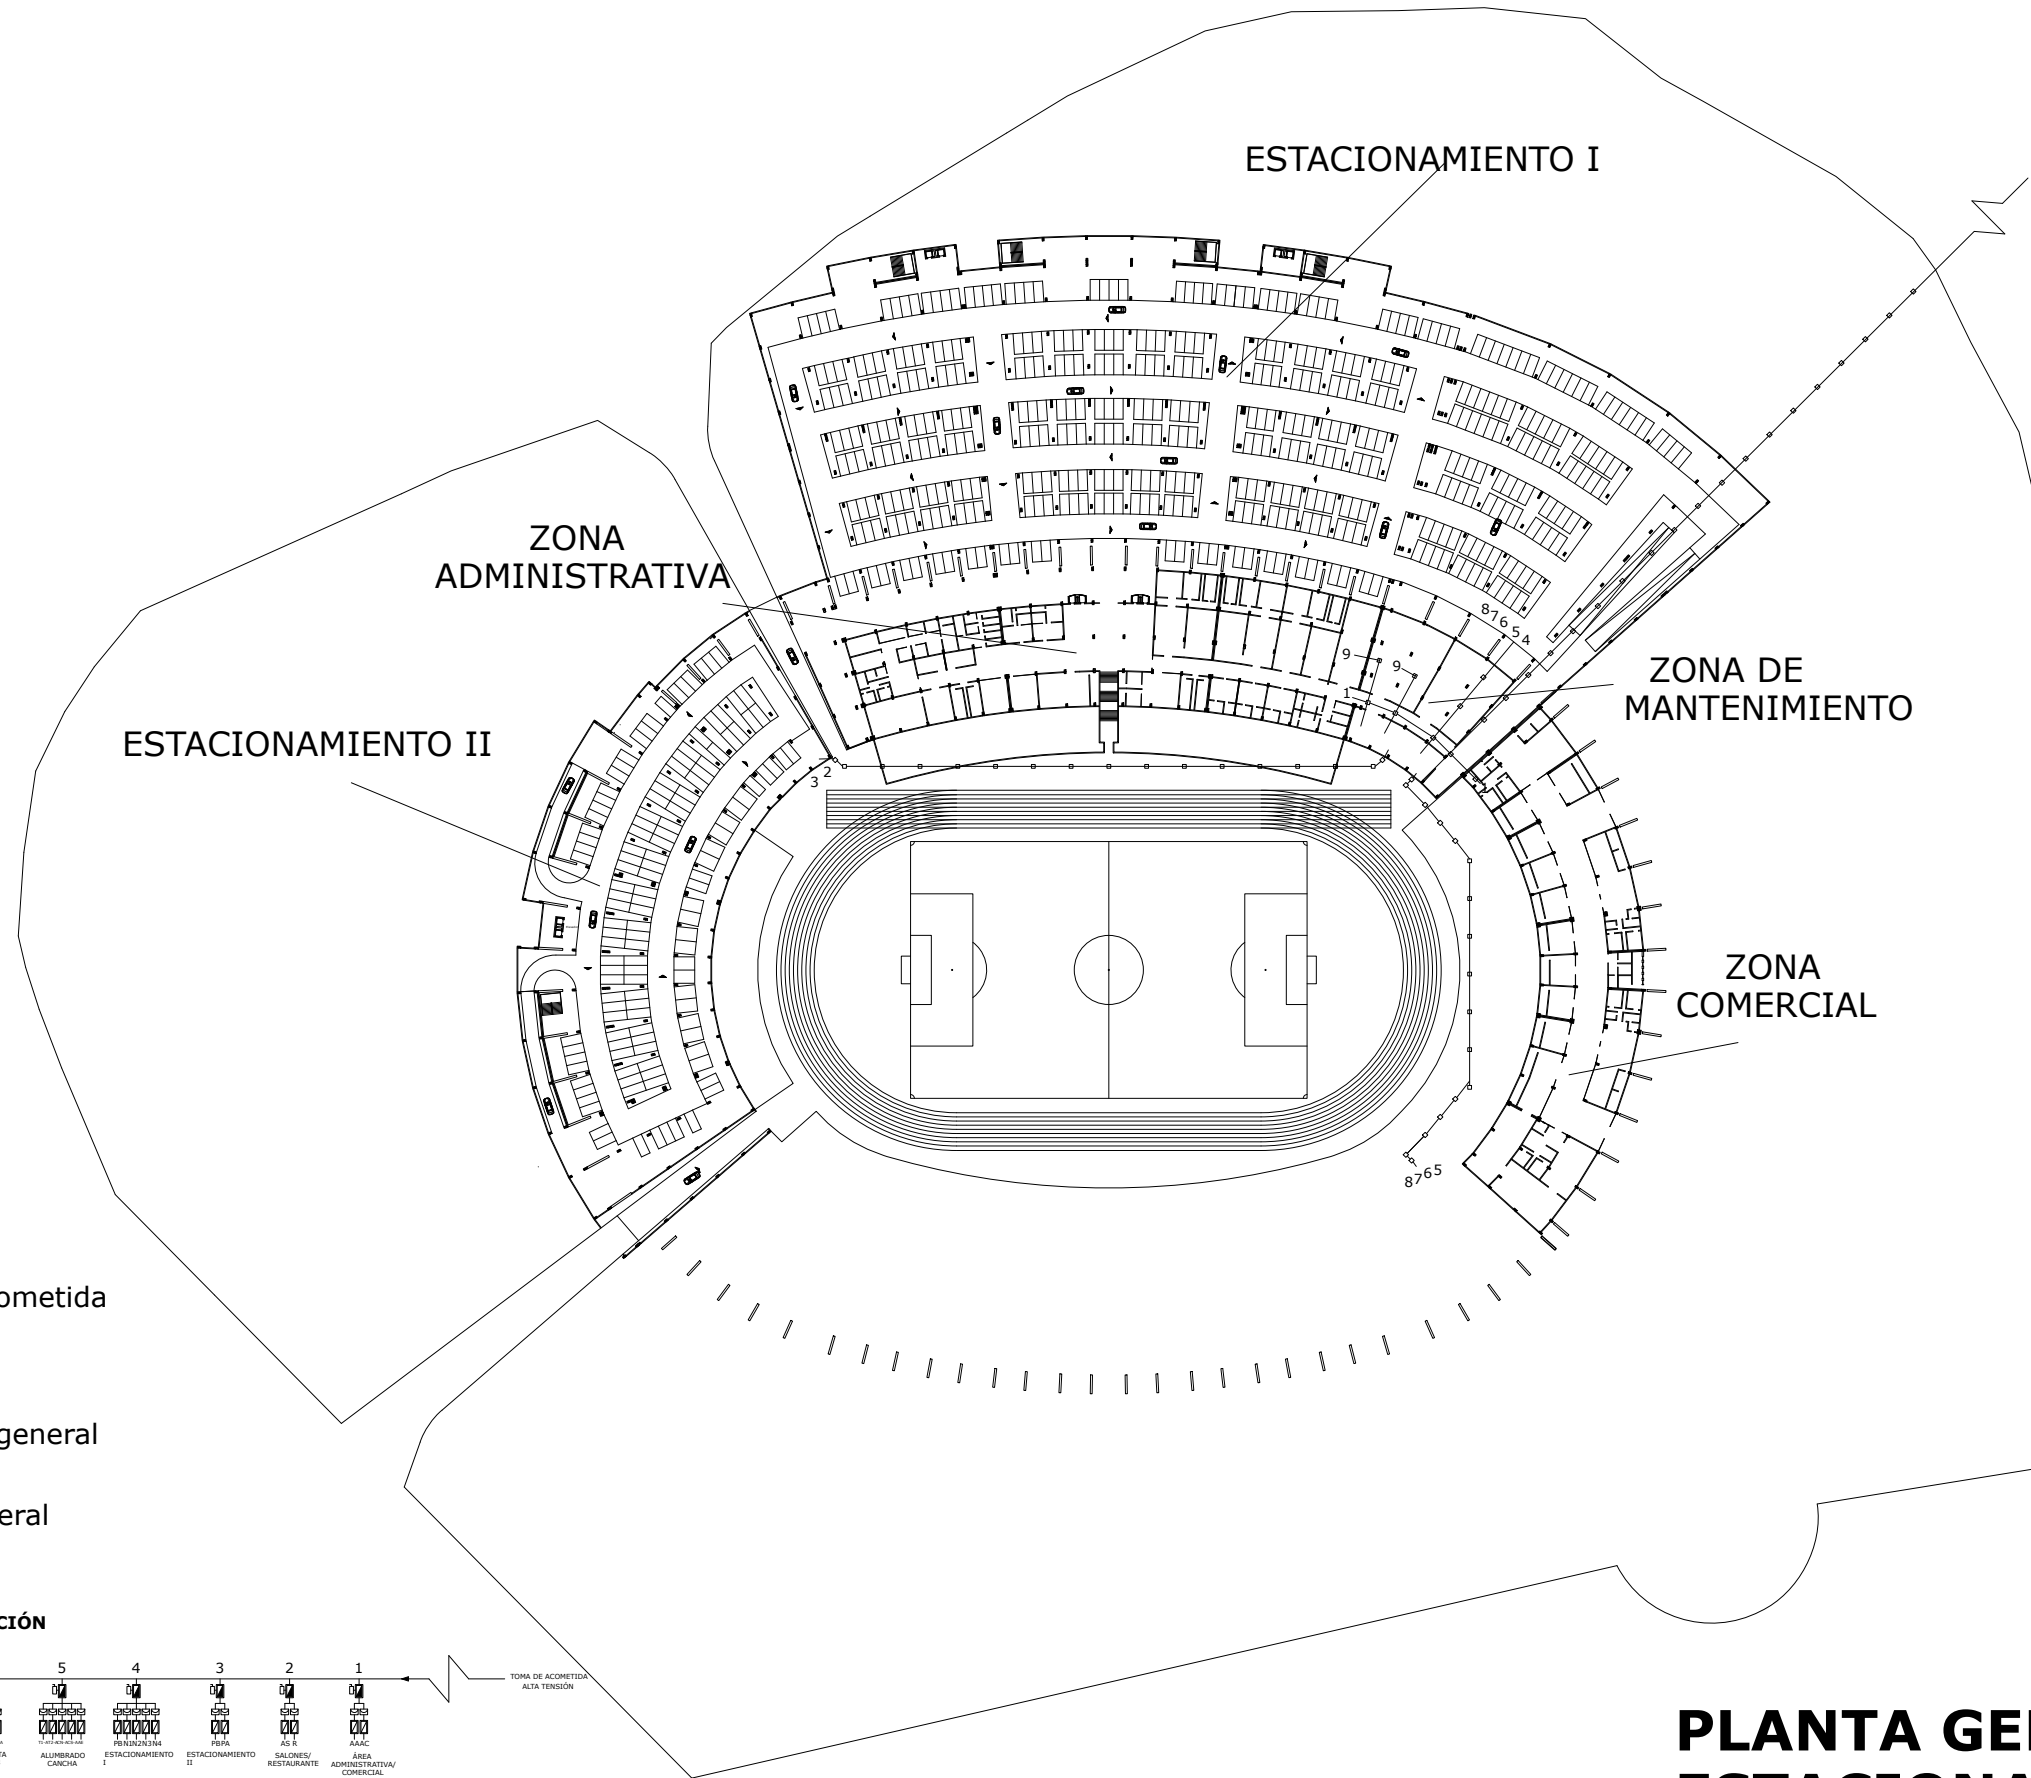 ESTACIONAMIENTO I
ZONA
ADMINISTRATIVA
8
7
6
5
4
9
9
1
ZONA DE
MANTENIMIENTO
ESTACIONAMIENTO II
2
3
ZONA
COMERCIAL
8
7
6
5
ometida
general
eral
CIÓN
5
4
3
2
1
TOMA DE ACOMETIDA
ALTA TENSIÓN
PBN1N2N3N4
PBPA
AS R
AAAC
TA
ALUMBRADO
CANCHA
ESTACIONAMIENTO
I
ESTACIONAMIENTO
II
SALONES/
RESTAURANTE
ÁREA
ADMINISTRATIVA/
COMERCIAL
PLANTA GE